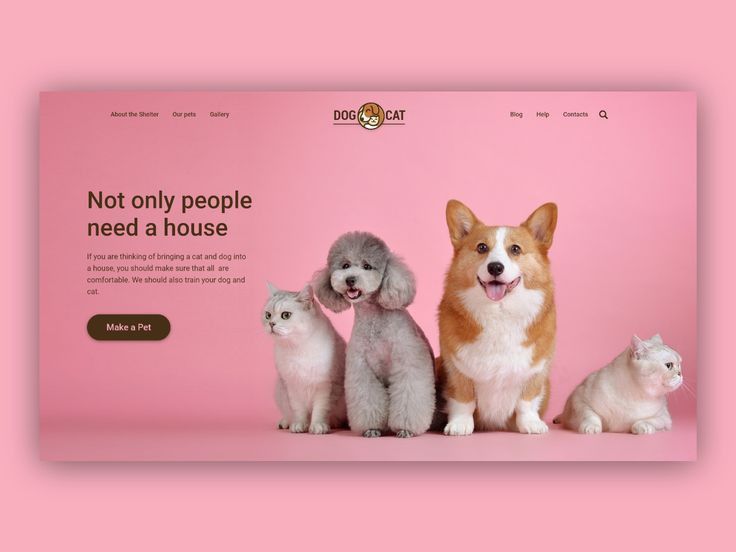 About the Shelter Our pets Gallery DOG CAT Blog Help Contacts
Not only people
need a house
If you are thinking of bringing a cat and dog into
a house, you should make sure that all are
comfortable. We should also train your dog and
cat.
Make a Pet